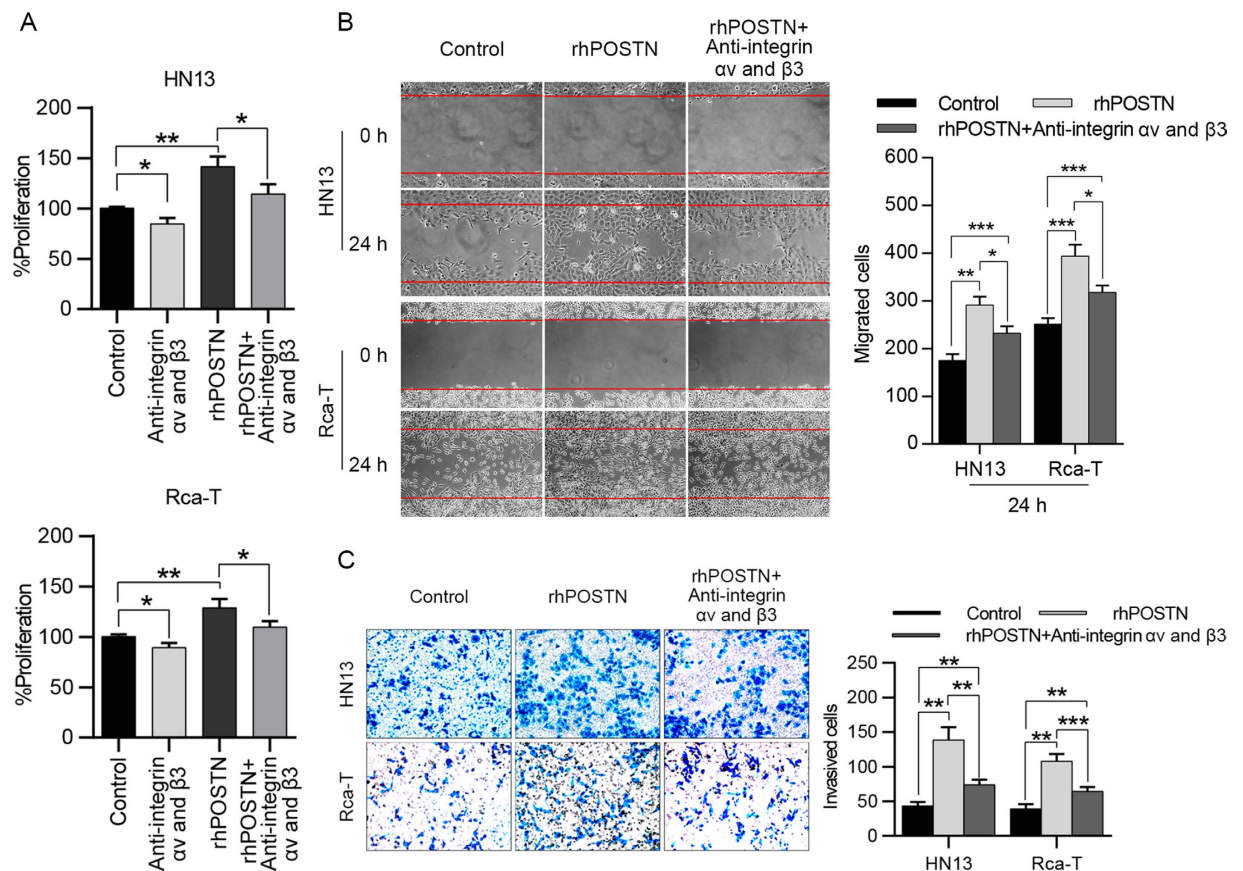 A
HN13
200
150
100
50
0
%Proliferation
**
*
*
Control
Anti-integrin
αv and β3
rhPOSTN
rhPOSTN+
Anti-integrin
αv and β3
Rca-T
200
150
100
50
0
%Proliferation
**
*
*
Control
Anti-integrin
αv and β3
rhPOSTN
rhPOSTN+
Anti-integrin
αv and β3
B
Control
rhPOSTN
rhPOSTN+
Anti-integrin
αv and β3
HN13
0 h
24 h
Rca-T
0 h
24 h
Control
rhPOSTN
rhPOSTN+Anti-integrin αv and β3
600
500
400
300
200
100
0
Migrated cells
***
**
*
***
***
*
HN13
Rca-T
24 h
C
Control
rhPOSTN
rhPOSTN+
Anti-integrin
αv and β3
HN13
Rca-T
Control
rhPOSTN
rhPOSTN+Anti-integrin αv and β3
250
200
150
100
50
0
Invasived cells
**
**
**
**
**
***
HN13
Rca-T